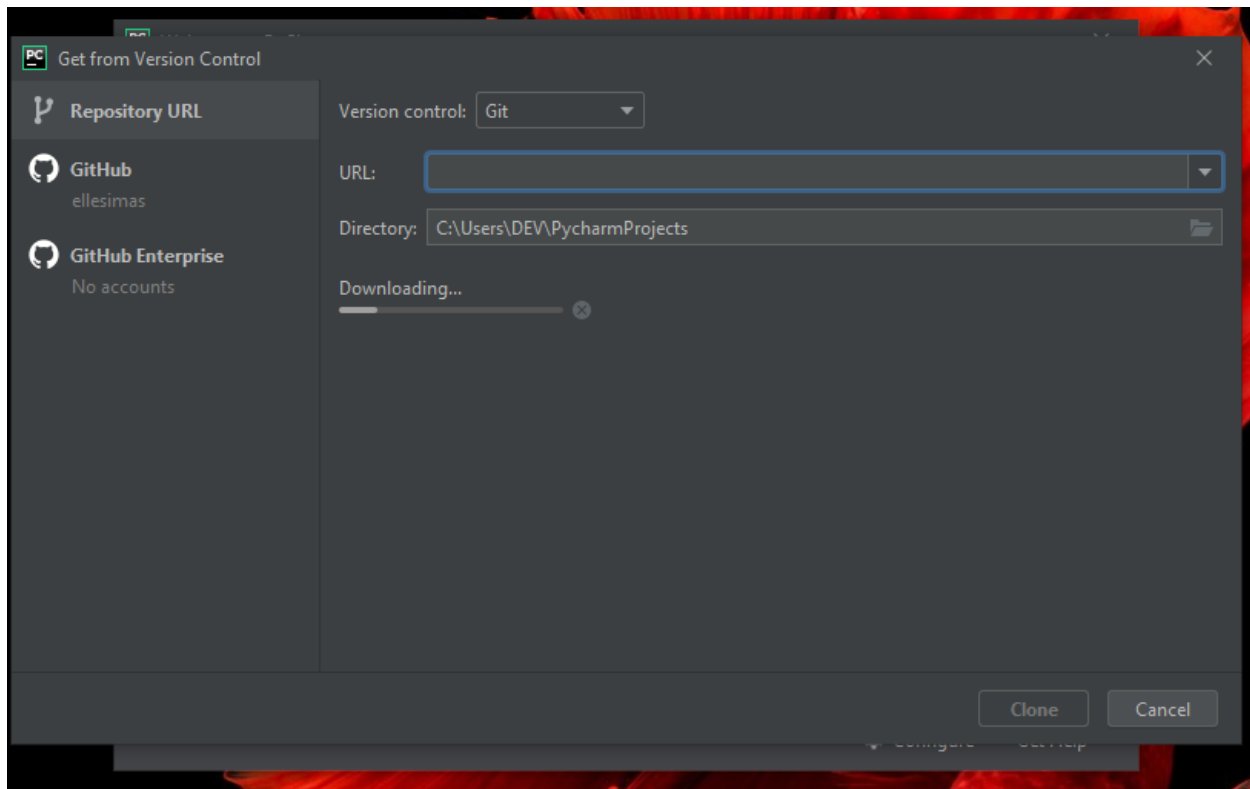 PC Get from Version Control
Repository URL
GitHub
ellesimas
GitHub Enterprise
No accounts
Version control: Git
URL:
Directory: C:\Users\DEV\PycharmProjects
Downloading...
Clone Cancel